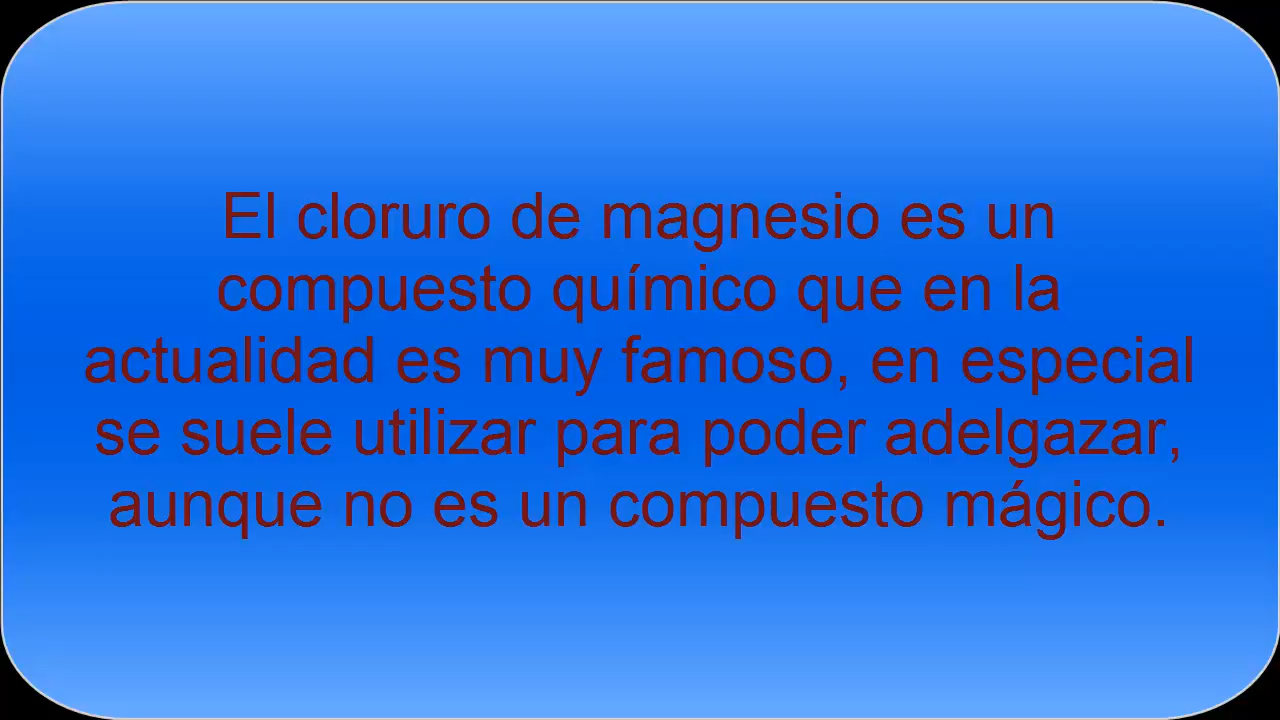 El cloruro de magnesio es un
compuesto químico que en la
actualidad es muy famoso, en especial
se suele utilizar para poder adelgazar,
aunque no es un compuesto mágico.